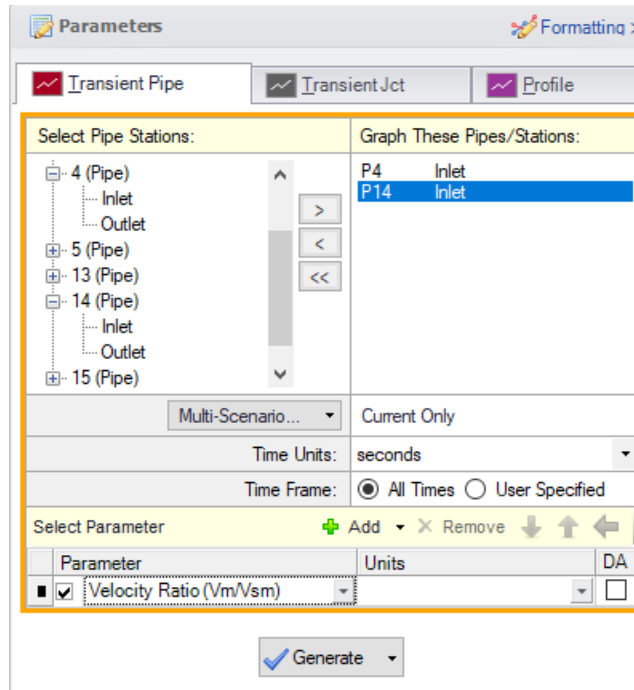 Parameters
Formatting
Transient Pipe
Transient Jct
Profile
Select Pipe Stations:
Graph These Pipes/Stations:
4 (Pipe)
Inlet
Outlet
5 (Pipe)
13 (Pipe)
14 (Pipe)
Inlet
Outlet
15 (Pipe)
>
<
<<
P4 Inlet
P14 Inlet
Multi-Scenario...
Current Only
Time Units:
seconds
Time Frame:
All Times
User Specified
Select Parameter
Add
Remove
Parameter
Units
DA
Velocity Ratio (Vm/Vsm)
Generate